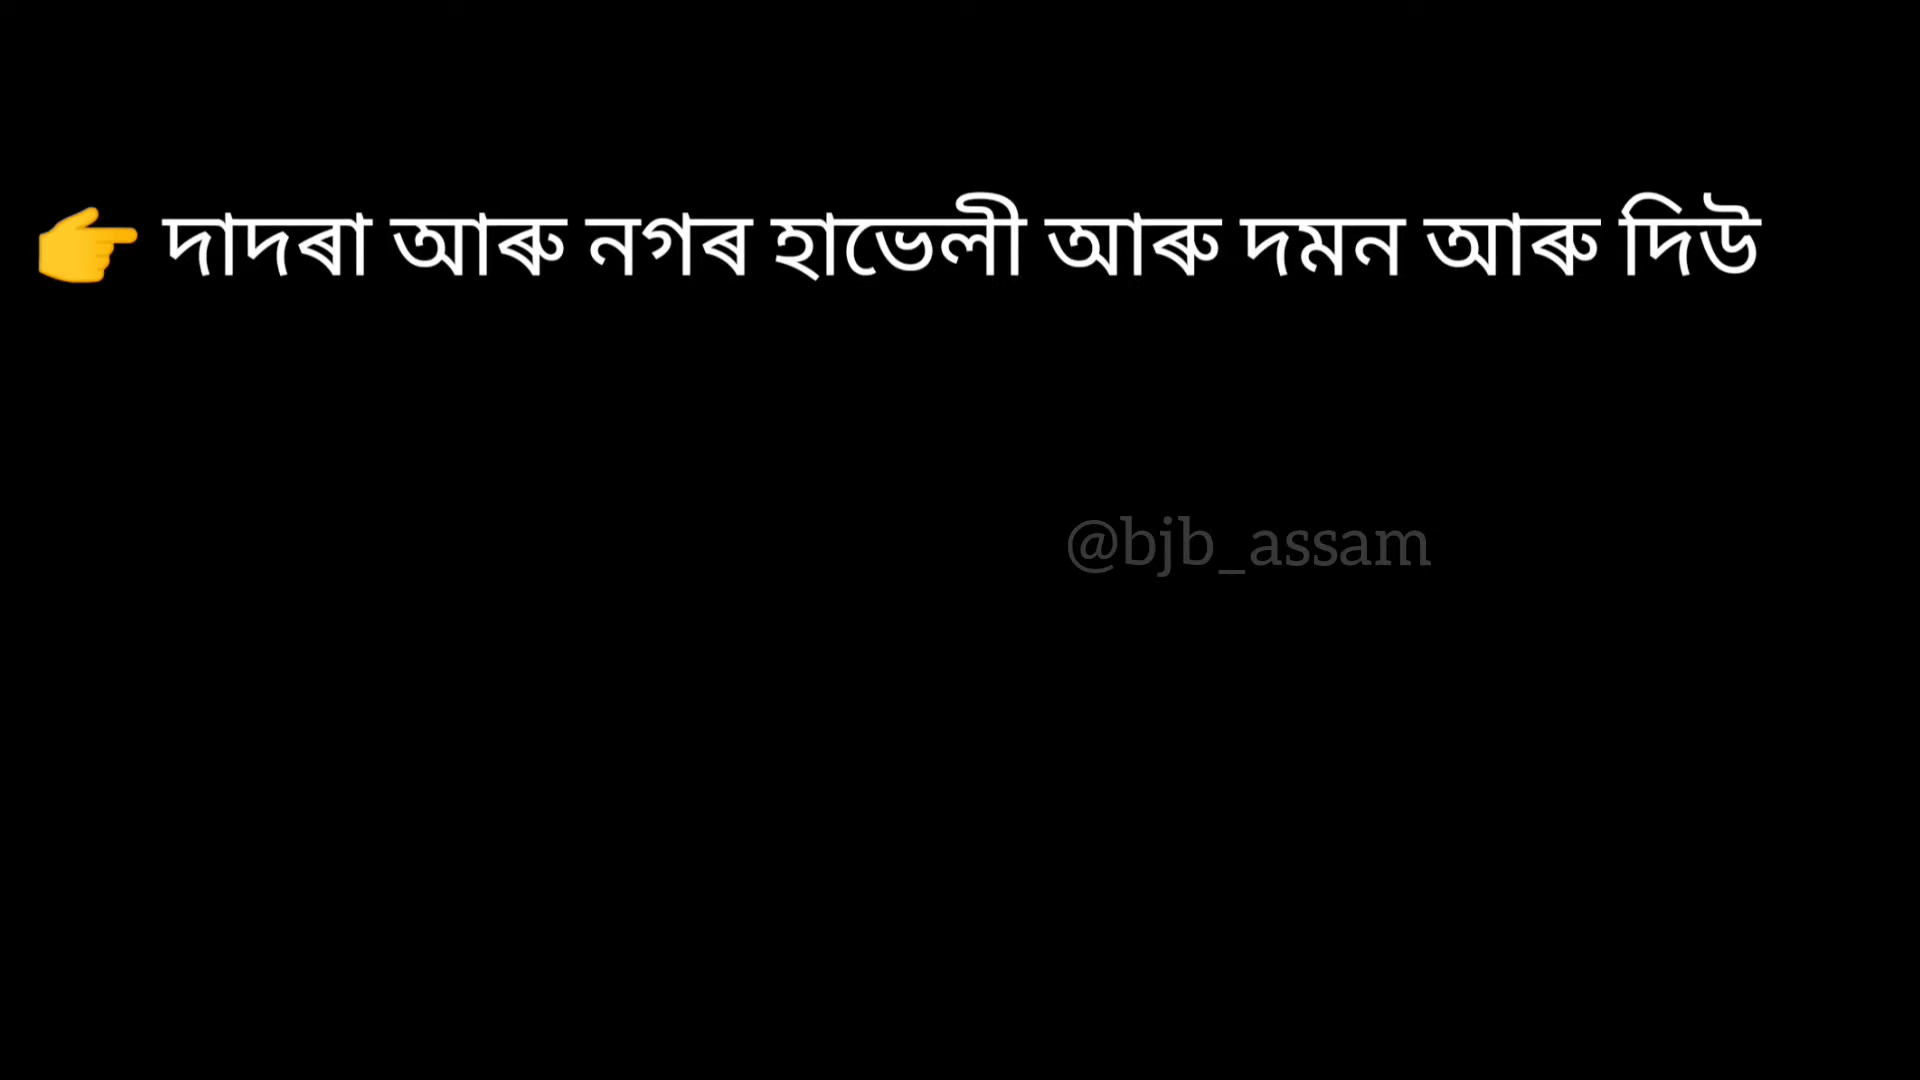 👉 দাদৰা আৰু নগৰ হাভেলী আৰু দমন আৰু দিউ
@bjb_assam